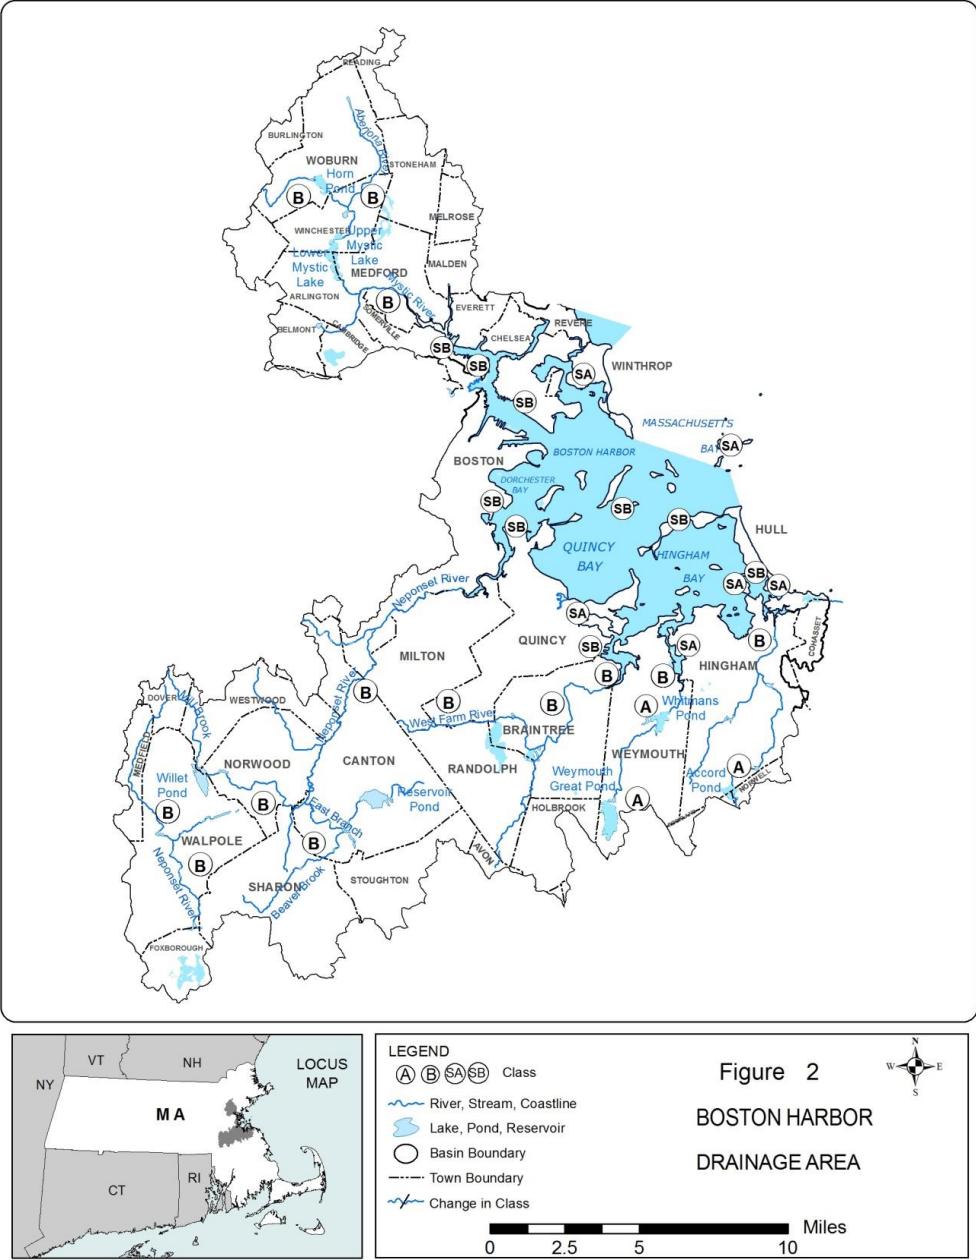 READING
BURLINGTON
Aberjona River
WOBURN
STONEHAM
Horn
Pond
B
B
MELROSE
WINCHESTER
Upper
Mystic
Lake
Lower
Mystic
Lake
MALDEN
MEDFORD
Mystic River
ARLINGTON
B
EVERETT
SOMERVILLE
REVERE
BELMONT
CAMBRIDGE
CHELSEA
SB
SB
WINTHROP
SA
SB
MASSACHUSETTS
BAY
SA
BOSTON HARBOR
BOSTON
DORCHESTER
BAY
SB
SB
SB
SB
HULL
QUINCY
BAY
HINGHAM
BAY
SB
SA
SA
Neponset River
SA
COHASSET
QUINCY
SB
SA
B
MILTON
HINGHAM
B
B
DOVER
Mill Brook
WESTWOOD
Neponset River
B
B
B
A
Whitmans
Pond
West Farm River
BRAINTREE
MEDFIELD
NORWOOD
CANTON
RANDOLPH
WEYMOUTH
Weymouth
Great Pond
Accord
Pond
A
NORWELL
Willet
Pond
B
B
Reservoir
Pond
HOLBROOK
A
East Branch
WALPOLE
B
B
AVON
Neponset River
SHARON
Beaver Brook
STOUGHTON
FOXBOROUGH
NY
VT
NH
LOCUS
MAP
MA
CT
RI
LEGEND
A B SA SB Class
River, Stream, Coastline
Lake, Pond, Reservoir
Basin Boundary
Town Boundary
Change in Class
Figure 2
BOSTON HARBOR
DRAINAGE AREA
N
W E
S
Miles
0 2.5 5 10